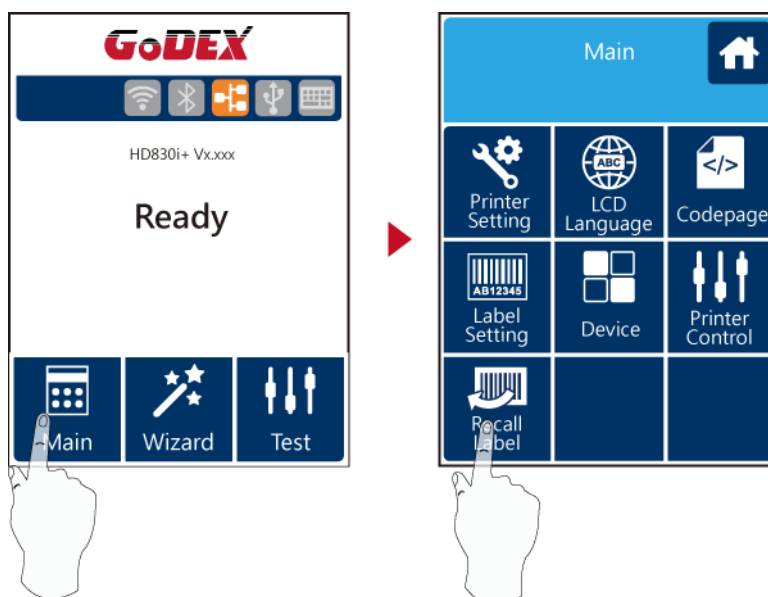 GoDEX
HD830i+ Vx.xxx
Ready
Main
Wizard
Test
Main
ABC
</>
Printer
Setting
LCD
Language
Codepage
AB12345
Label
Setting
Device
Printer
Control
Recall
Label